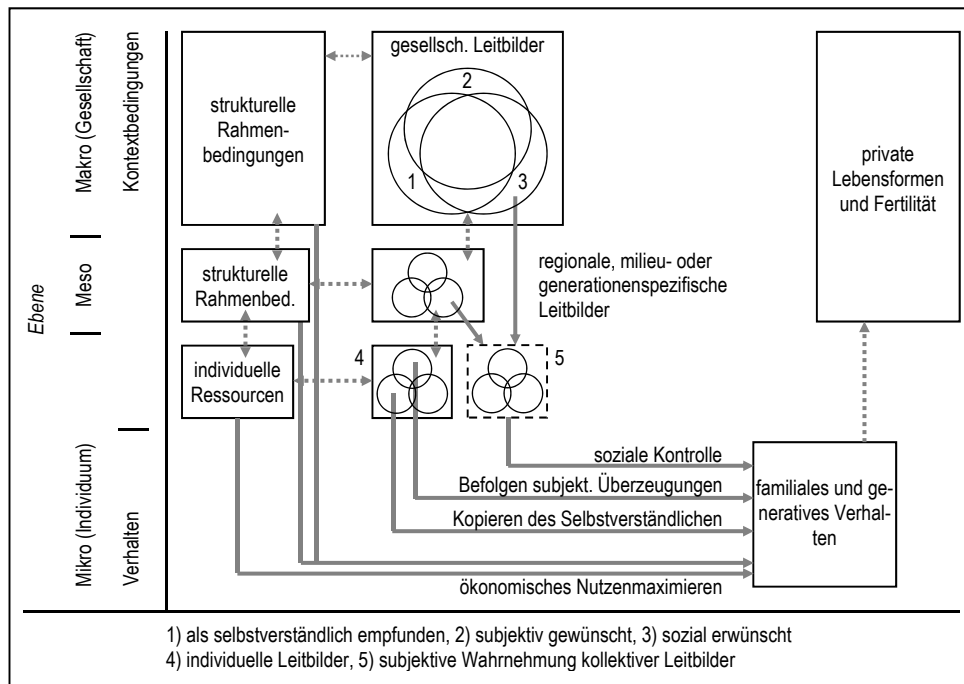 Ebene
Makro (Gesellschaft)
Kontextbedingungen
Meso
Mikro (Individuum)
Verhalten
strukturelle
Rahmen-
bedingungen
gesellsch. Leitbilder
2
1
3
private
Lebensformen
und Fertilität
strukturelle
Rahmenbed.
regionale, milieu- oder
generationenspezifische
Leitbilder
individuelle
Ressourcen
4
5
soziale Kontrolle
Befolgen subjekt. Überzeugungen
Kopieren des Selbstverständlichen
ökonomisches Nutzenmaximieren
familiales und ge-
neratives Verhal-
ten
1) als selbstverständlich empfunden, 2) subjektiv gewünscht, 3) sozial erwünscht
4) individuelle Leitbilder, 5) subjektive Wahrnehmung kollektiver Leitbilder